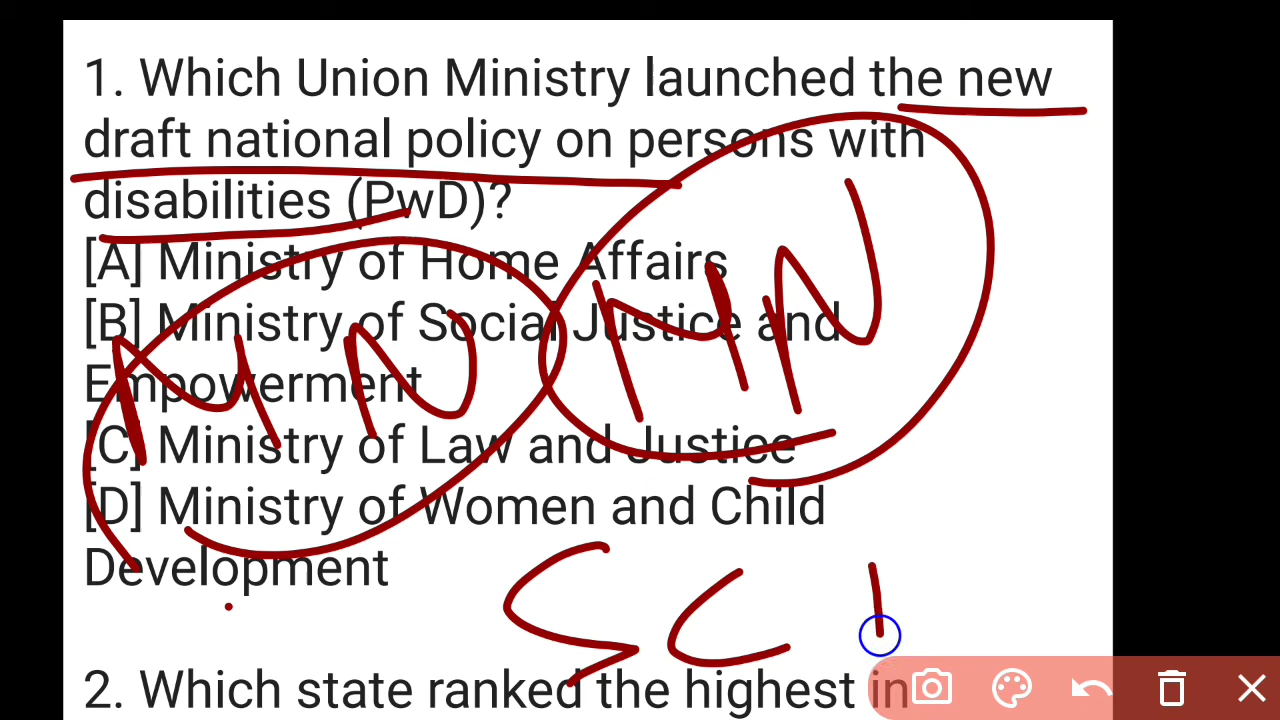 1. Which Union Ministry launched the new
draft national policy on persons with
disabilities (PwD)?
[A] Ministry of Home Affairs
[B] Ministry of Social Justice and
Empowerment
[C] Ministry of Law and Justice
[D] Ministry of Women and Child
Development
MN
MN
SC
2. Which state ranked the highest in